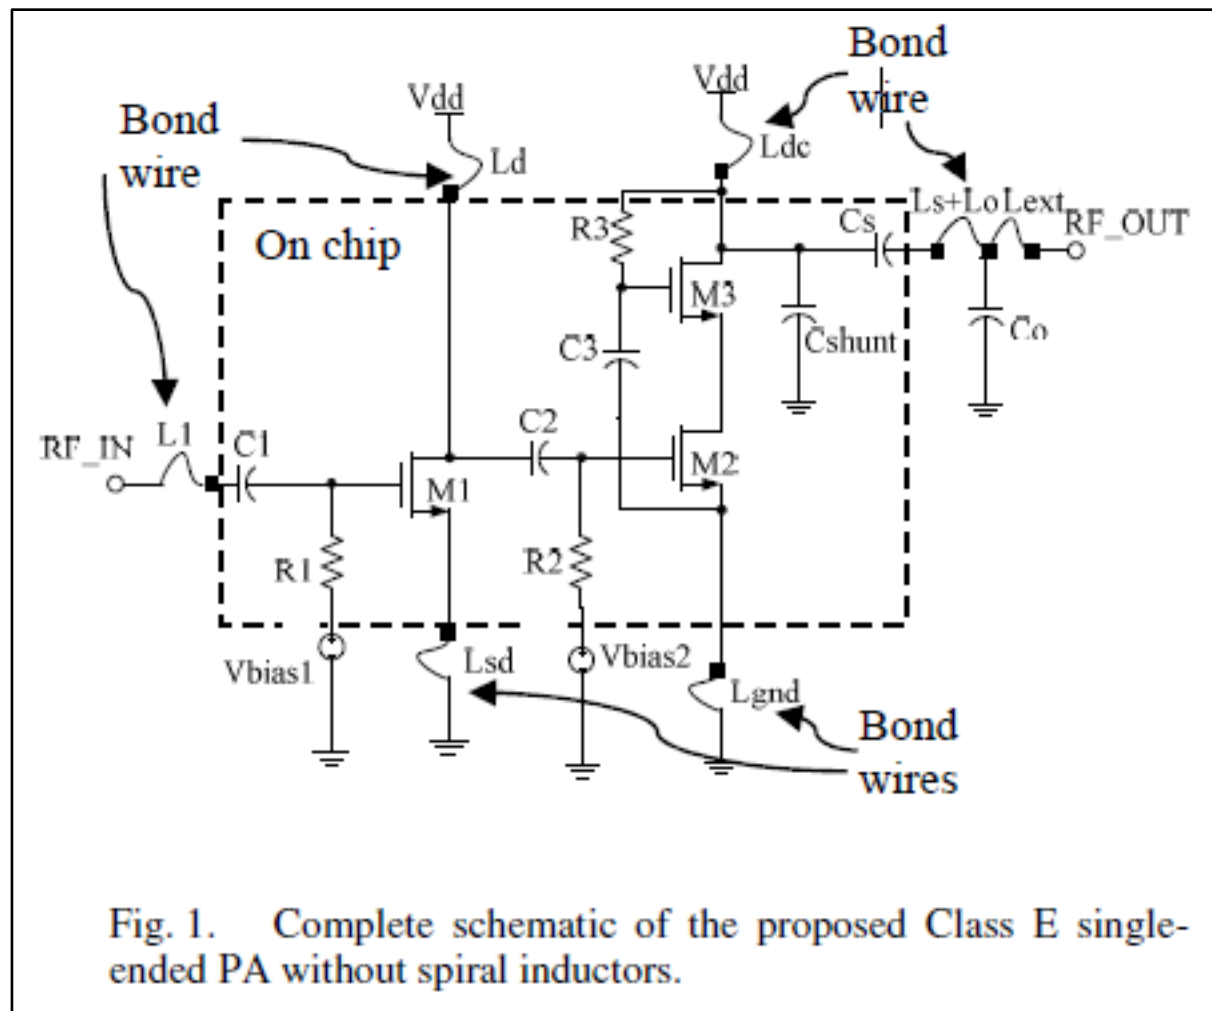 Bond
wire
Vdd
Ld
Vdd
Ldc
Bond
wire
On chip
R3
Cs
Ls+Lo
Lext
RF_OUT
M3
C3
Cshunt
Co
RF_IN
L1
C1
C2
M1
M2
R1
R2
Vbias1
Lsd
Vbias2
Lgnd
Bond
wires
Fig. 1. Complete schematic of the proposed Class E single-
ended PA without spiral inductors.